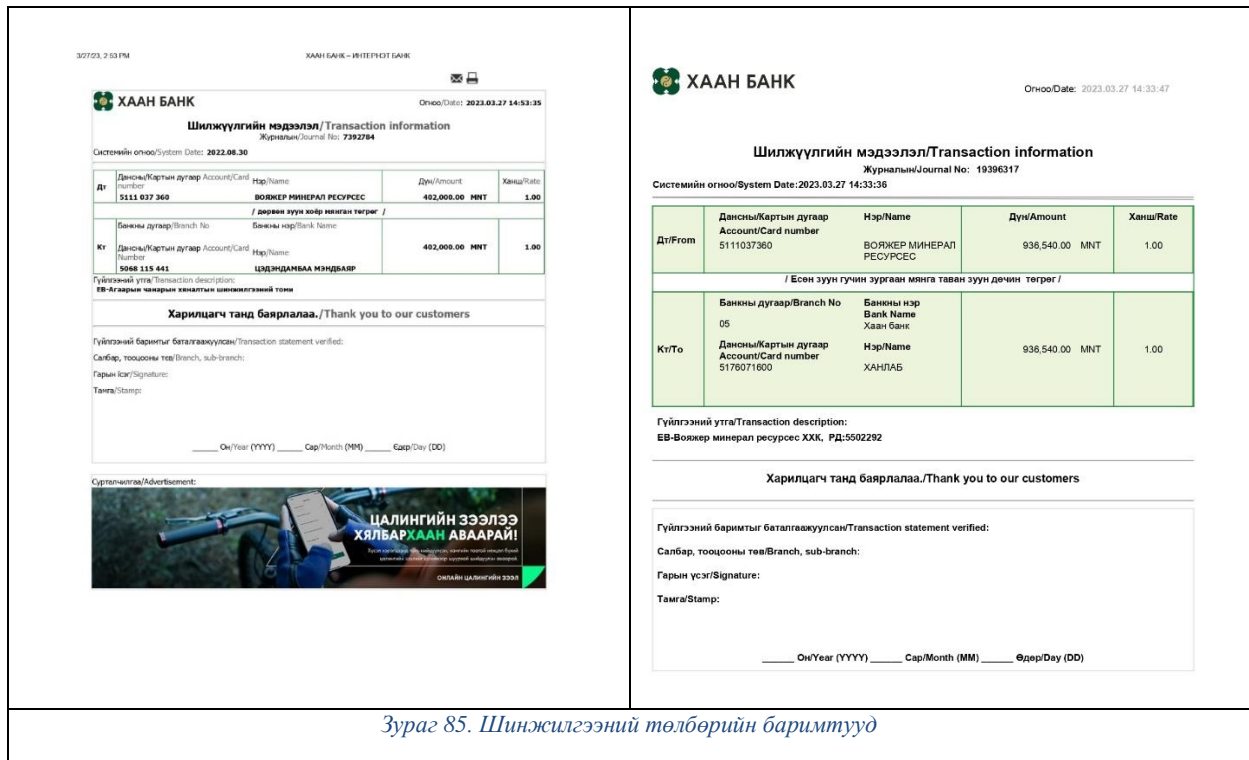 3/27/23, 2:53 PM
ХААН БАНК – ИНТЕРНЭТ БАНК
ХААН БАНК
Огноо/Date: 2023.03.27 14:53:35
Шилжүүлгийн мэдээлэл/Transaction information
Журналын/Journal No: 7392784
Системийн огноо/System Date: 2022.08.30
Дт
Дансны/Картын дугаар Account/Card number
Нэр/Name
Дүн/Amount
Ханш/Rate
5111 037 360
ВОЯЖЕР МИНЕРАЛ РЕСУРСЕС
402,000.00 MNT
1.00
/ дөрвөн зуун хоёр мянган төгрөг /
Кт
Банкны дугаар/Branch No
Банкны нэр/Bank Name
Дансны/Картын дугаар Account/Card Number
Нэр/Name
402,000.00 MNT
1.00
5068 115 441
ЦЭДЭНДАМБАА МЭНДБАЯР
Гүйлгээний утга/Transaction description:
ЕВ-Агаарын чанарын хяналтын шинжилгээний төлб
Харилцагч танд баярлалаа./Thank you to our customers
Гүйлгээний баримтыг баталгаажуулсан/Transaction statement verified:
Салбар, тооцооны төв/Branch, sub-branch:
Гарын үсэг/Signature:
Тамга/Stamp:
______ Он/Year (YYYY) ______ Сар/Month (MM) ______ Өдөр/Day (DD)
Сурталчилгаа/Advertisement:
ЦАЛИНГИЙН ЗЭЭЛЭЭ
ХЯЛБАРХААН АВААРАЙ!
ОНЛАЙН ЦАЛИНГИЙН ЗЭЭЛ
ХААН БАНК
Огноо/Date: 2023.03.27 14:33:47
Шилжүүлгийн мэдээлэл/Transaction information
Журналын/Journal No: 19396317
Системийн огноо/System Date:2023.03.27 14:33:36
Дт/From
Дансны/Картын дугаар
Account/Card number
Нэр/Name
Дүн/Amount
Ханш/Rate
5111037360
ВОЯЖЕР МИНЕРАЛ
РЕСУРСЕС
936,540.00 MNT
1.00
/ Есөн зуун гучин зургаан мянга таван зуун дөчин төгрөг /
Кт/To
Банкны дугаар/Branch No
Банкны нэр
Bank Name
05
Хаан банк
Дансны/Картын дугаар
Account/Card number
Нэр/Name
936,540.00 MNT
1.00
5176071600
ХАНЛАБ
Гүйлгээний утга/Transaction description:
ЕВ-Вояжер минерал ресурсес ХХК, РД:5502292
Харилцагч танд баярлалаа./Thank you to our customers
Гүйлгээний баримтыг баталгаажуулсан/Transaction statement verified:
Салбар, тооцооны төв/Branch, sub-branch:
Гарын үсэг/Signature:
Тамга/Stamp:
______ Он/Year (YYYY) ______ Сар/Month (MM) ______ Өдөр/Day (DD)
Зураг 85. Шинжилгээний төлбөрийн баримтууд